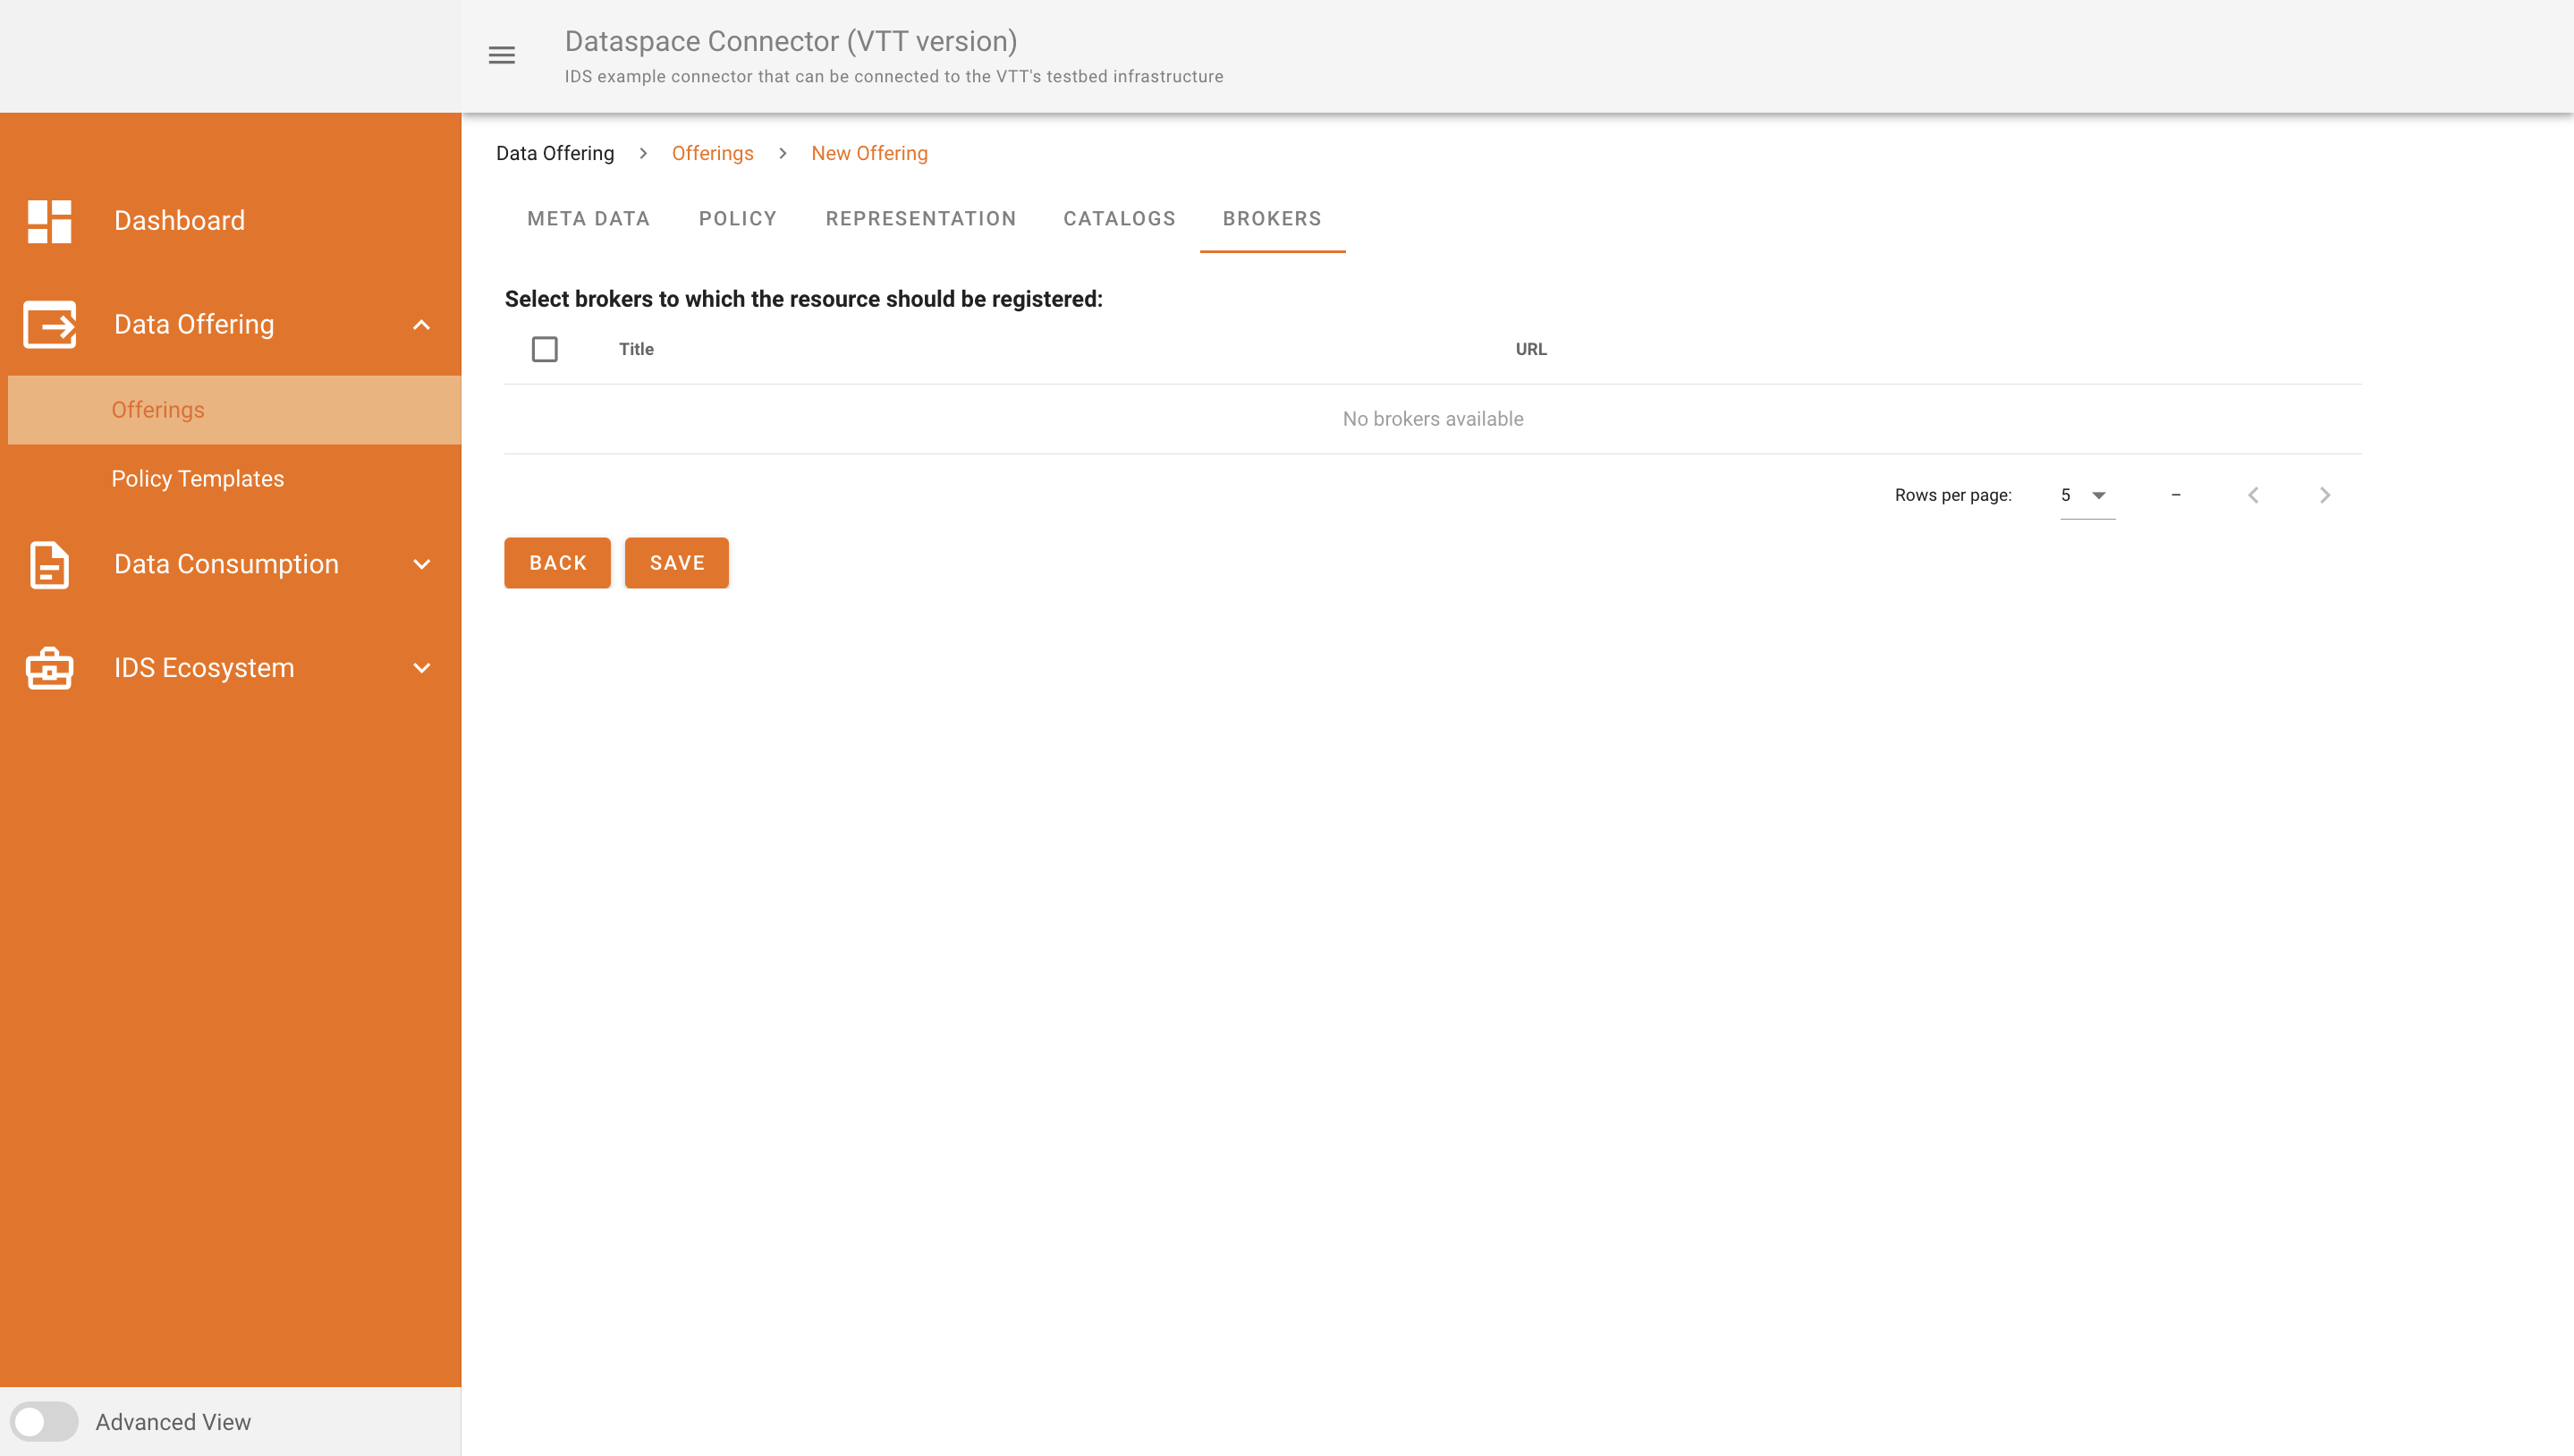 Dataspace Connector (VTT version)
IDS example connector that can be connected to the VTT's testbed infrastructure
Dashboard
Data Offering
Offerings
Policy Templates
Data Consumption
IDS Ecosystem
Advanced View
Data Offering > Offerings > New Offering
META DATA POLICY REPRESENTATION CATALOGS BROKERS
Select brokers to which the resource should be registered:
Title URL
No brokers available
Rows per page: 5 –
BACK SAVE